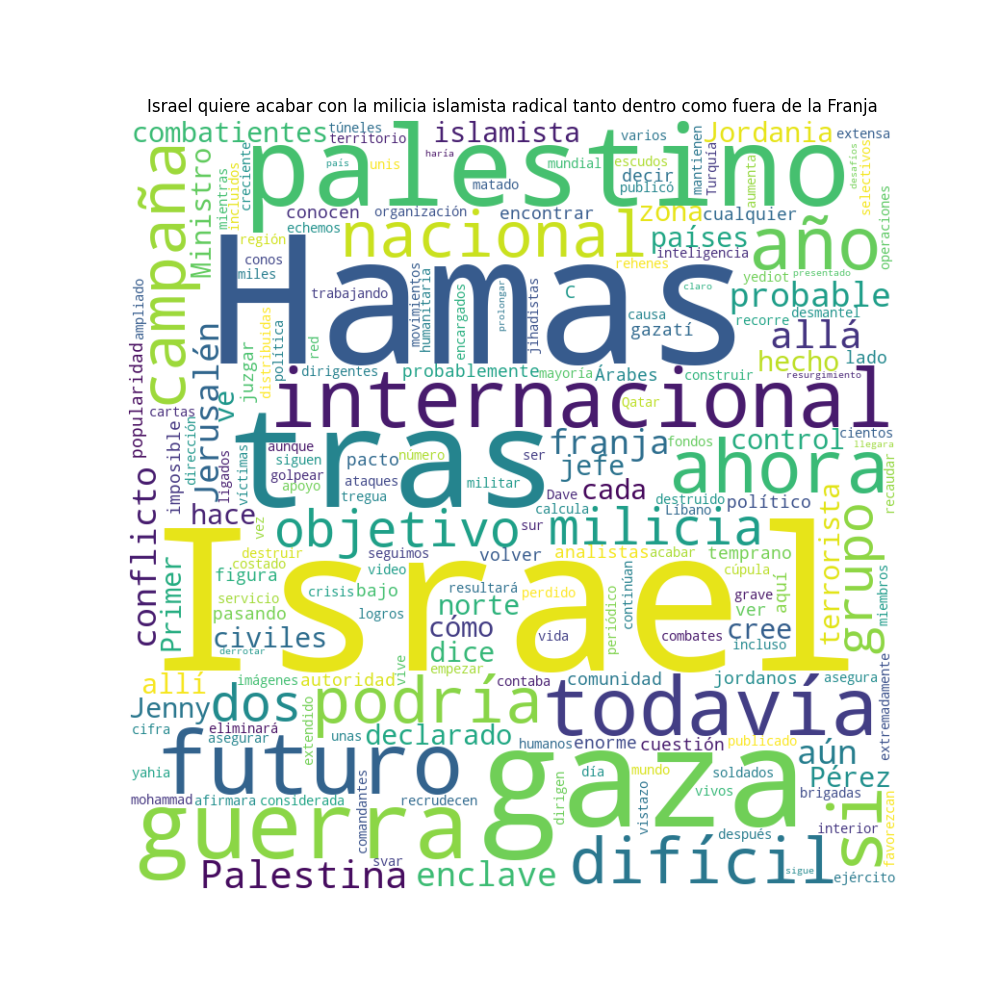 Israel quiere acabar con la milicia islamista radical tanto dentro como fuera de la Franja
combatientes
túneles
territorio
islamista
varios
Jordania
extensa
palestino
país
unis
haría
mundial
escudos
decir
publicó
mantienen
Turquía
aumenta
desafíos
selectivos
campaña
Ministro
mientras
incluidos
creciente
matado
conocen
organización
encontrar
zona
cualquier
echemos
nacional
países
inteligencia
año
operaciones
región
conos
miles
rehenes
yediot
presentado
Hamas
trabajando
movimientos
humanitaria
encargados
prolongar
jihadistas
C
causa
gazatí
claro
probable
recorre
desmantel
ampliado
popularidad
Jerusalén
ve
juzgar
distribuidas
política
red
dirigentes
probablemente
mayoría
Árabes
construir
allá
hecho
lado
resurgimiento
internacional
Qatar
cartas
dirección
imposible
ligados
víctimas
tras
aunque
siguen
golpear
apoyo
pacto
número
ataques
tregua
militar
ser
franja
jefe
Dave
calcula
cada
fondos
control
cientos
llegara
ahora
recaudar
destruido
Líbano
político
conflicto
hace
vez
objetivo
sur
milicia
Primer
destruir
costado
figura
servicio
pasando
seguimos
video
crisis
bajo
logros
volver
analistas
acabar
temprano
terrorista
grupo
miembros
resultará
perdido
norte
periódico
continúan
cúpula
grave
ver
aquí
Israel
civiles
derrotar
cómo
dice
empezar
vida
combates
cree
incluso
allí
imágenes
autoridad
vive
contaba
comunidad
jordanos
asegura
extremadamente
Jenny
dos
podría
todavía
cifra
eliminará
asegurar
extendido
unas
declarado
humanos
enorme
cuestión
publicado
aún
futuro
yahia
gaza
día
mundo
soldados
Pérez
mohammad
afirmara
considerada
comandantes
recrudecen
dirigen
vistazo
vivos
brigadas
si
favorezcan
guerra
después
interior
svar
Palestina
enclave
difícil
sigue
ejército